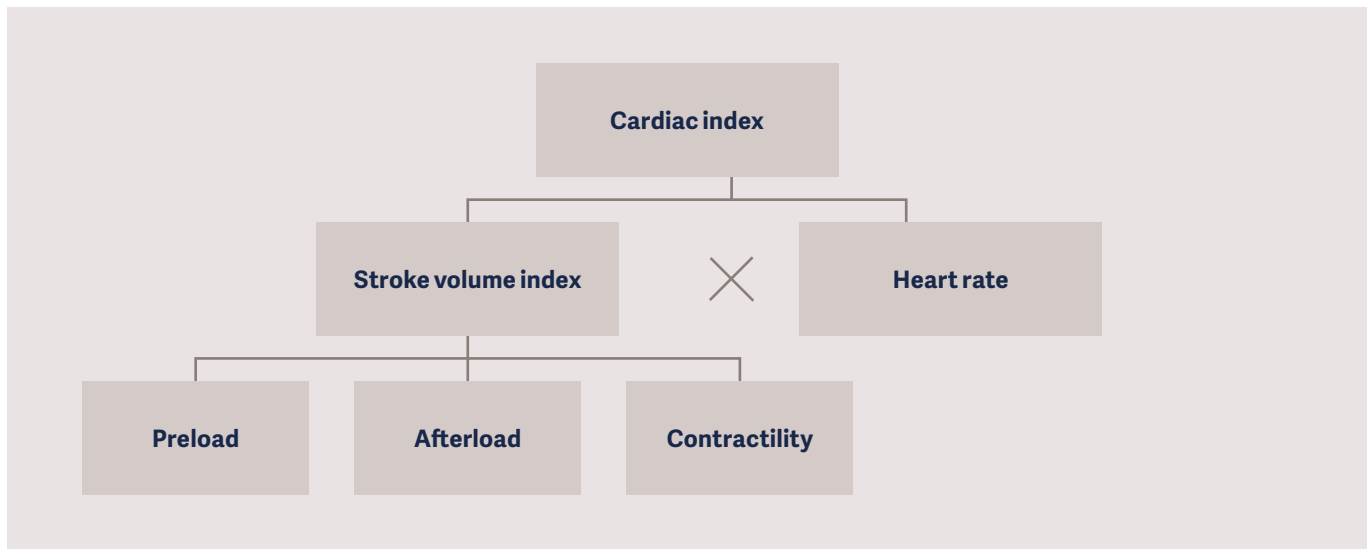 Cardiac index
Stroke volume index
Heart rate
Preload
Afterload
Contractility